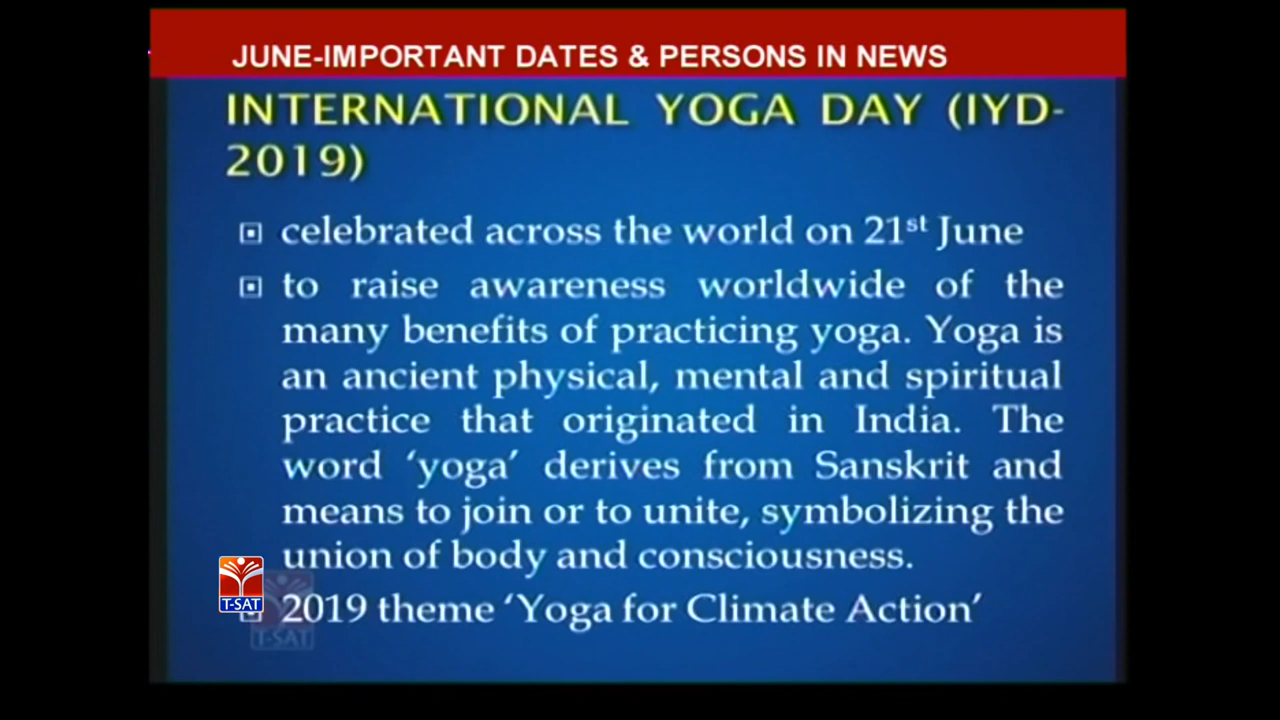 JUNE-IMPORTANT DATES & PERSONS IN NEWS
INTERNATIONAL YOGA DAY (IYD-
2019)
celebrated across the world on 21st June
to raise awareness worldwide of the
many benefits of practicing yoga. Yoga is
an ancient physical, mental and spiritual
practice that originated in India. The
word ‘yoga’ derives from Sanskrit and
means to join or to unite, symbolizing the
union of body and consciousness.
2019 theme ‘Yoga for Climate Action’
T-SAT
T-SAT